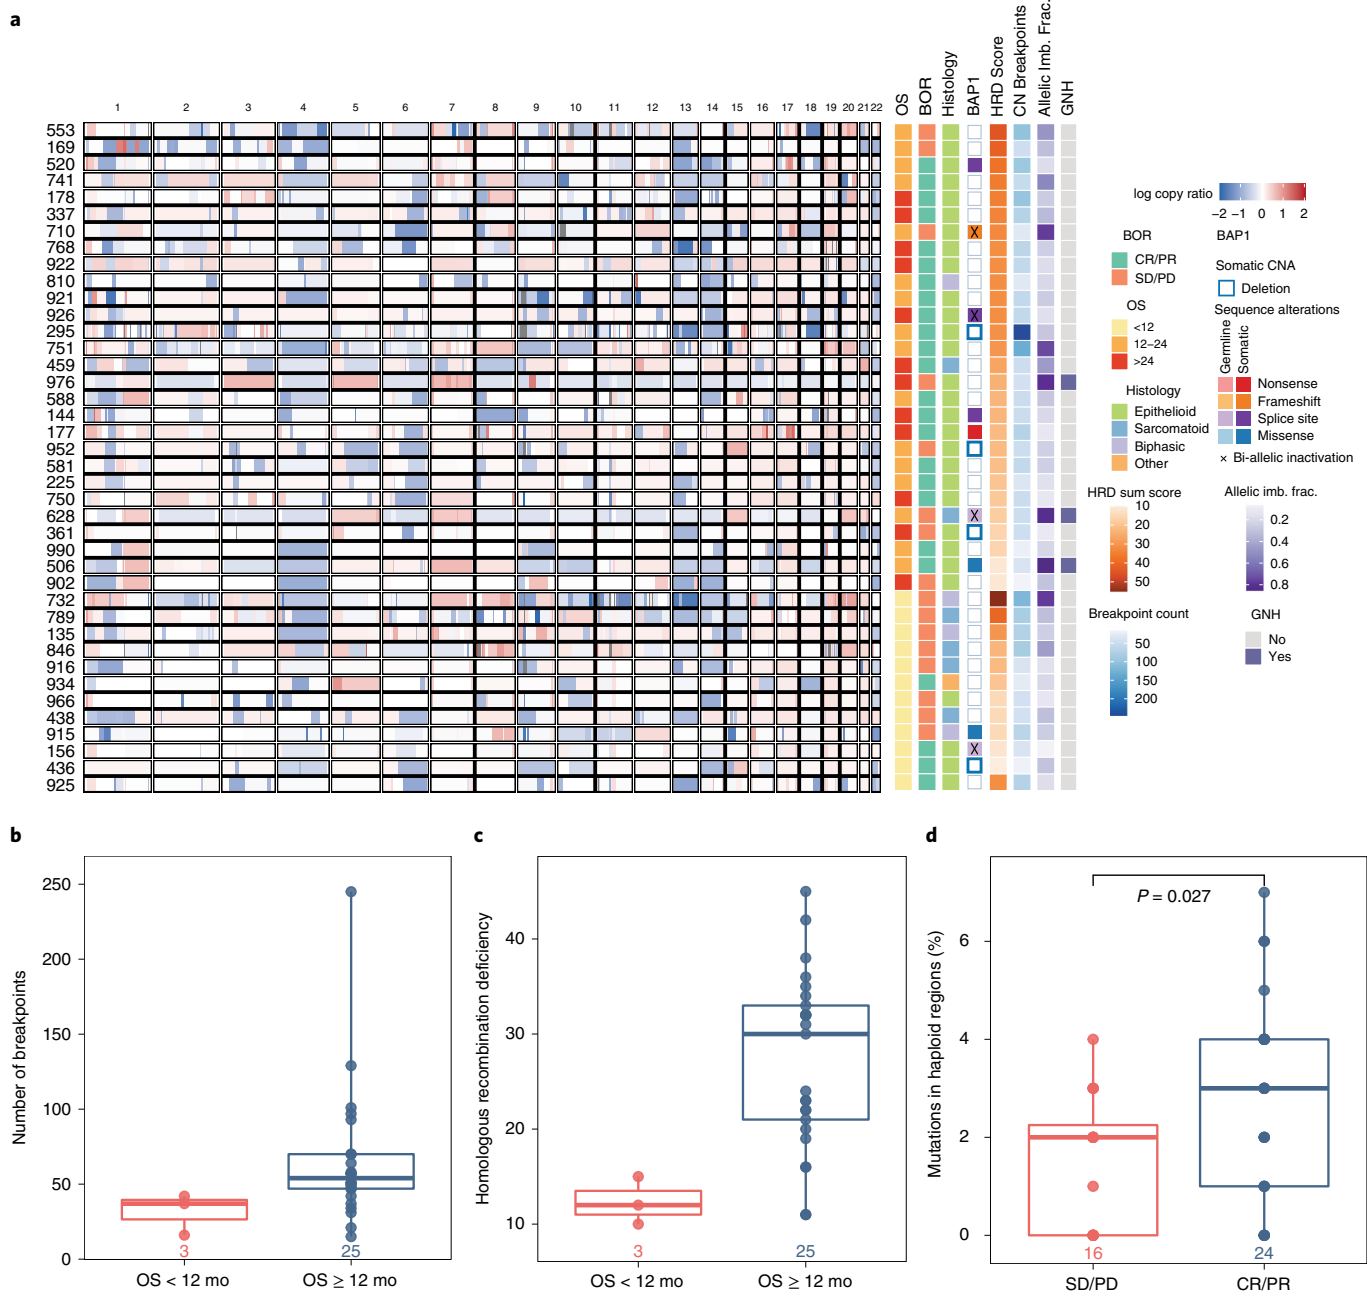 a
1 2 3 4 5 6 7 8 9 10 11 12 13 14 15 16 17 18 19 20 21 22
OS
BOR
Histology
BAP1
HRD Score
CN Breakpoints
Allelic Imb. Frac.
GNH
553
169
520
741
178
337
710
768
922
810
921
926
295
751
459
976
588
144
177
952
581
225
750
628
361
990
506
902
732
789
135
846
916
934
966
438
915
156
436
925
X
X
X
X
log copy ratio
−2 −1 0 1 2
BOR
CR/PR
SD/PD
OS
<12
12–24
>24
Histology
Epithelioid
Sarcomatoid
Biphasic
Other
HRD sum score
10
20
30
40
50
Breakpoint count
50
100
150
200
BAP1
Somatic CNA
Deletion
Sequence alterations
Germline
Somatic
Nonsense
Frameshift
Splice site
Missense
× Bi-allelic inactivation
Allelic imb. frac.
0.2
0.4
0.6
0.8
GNH
No
Yes
b
Number of breakpoints
250
200
150
100
50
0
3
25
OS < 12 mo
OS ≥ 12 mo
c
Homologous recombination deficiency
40
30
20
10
3
25
OS < 12 mo
OS ≥ 12 mo
d
Mutations in haploid regions (%)
6
4
2
0
P = 0.027
16
24
SD/PD
CR/PR